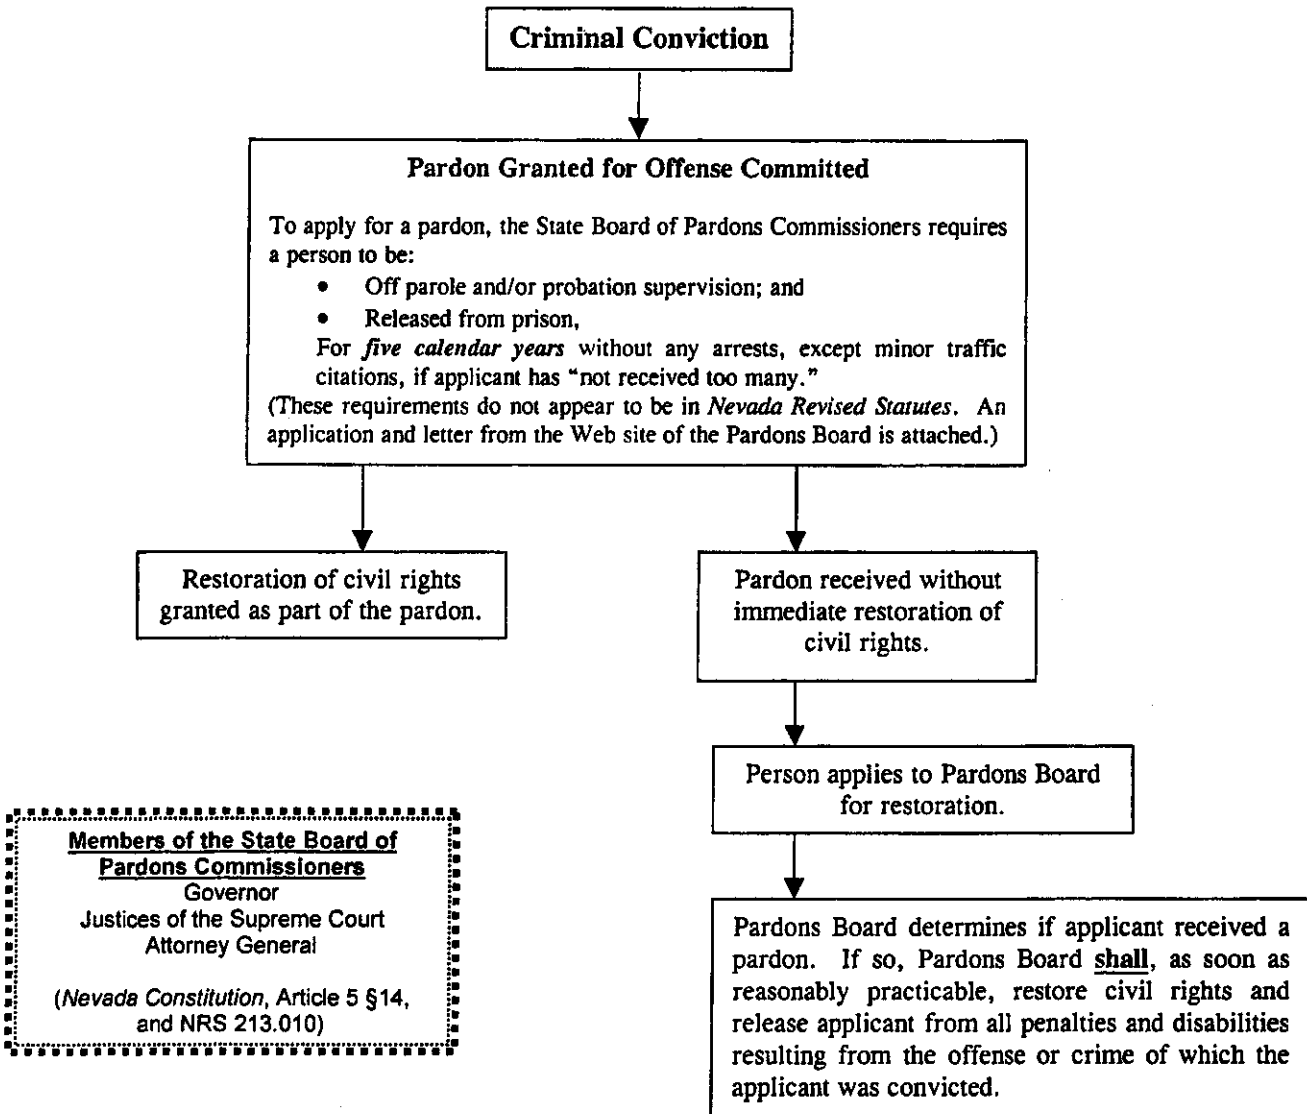 Criminal Conviction
Pardon Granted for Offense Committed
To apply for a pardon, the State Board of Pardons Commissioners requires
a person to be:
• Off parole and/or probation supervision; and
• Released from prison,
For five calendar years without any arrests, except minor traffic
citations, if applicant has "not received too many."
(These requirements do not appear to be in Nevada Revised Statutes. An
application and letter from the Web site of the Pardons Board is attached.)
Restoration of civil rights
granted as part of the pardon.
Pardon received without
immediate restoration of
civil rights.
Person applies to Pardons Board
for restoration.
Members of the State Board of
Pardons Commissioners
Governor
Justices of the Supreme Court
Attorney General
(Nevada Constitution, Article 5 §14,
and NRS 213.010)
Pardons Board determines if applicant received a
pardon. If so, Pardons Board shall, as soon as
reasonably practicable, restore civil rights and
release applicant from all penalties and disabilities
resulting from the offense or crime of which the
applicant was convicted.